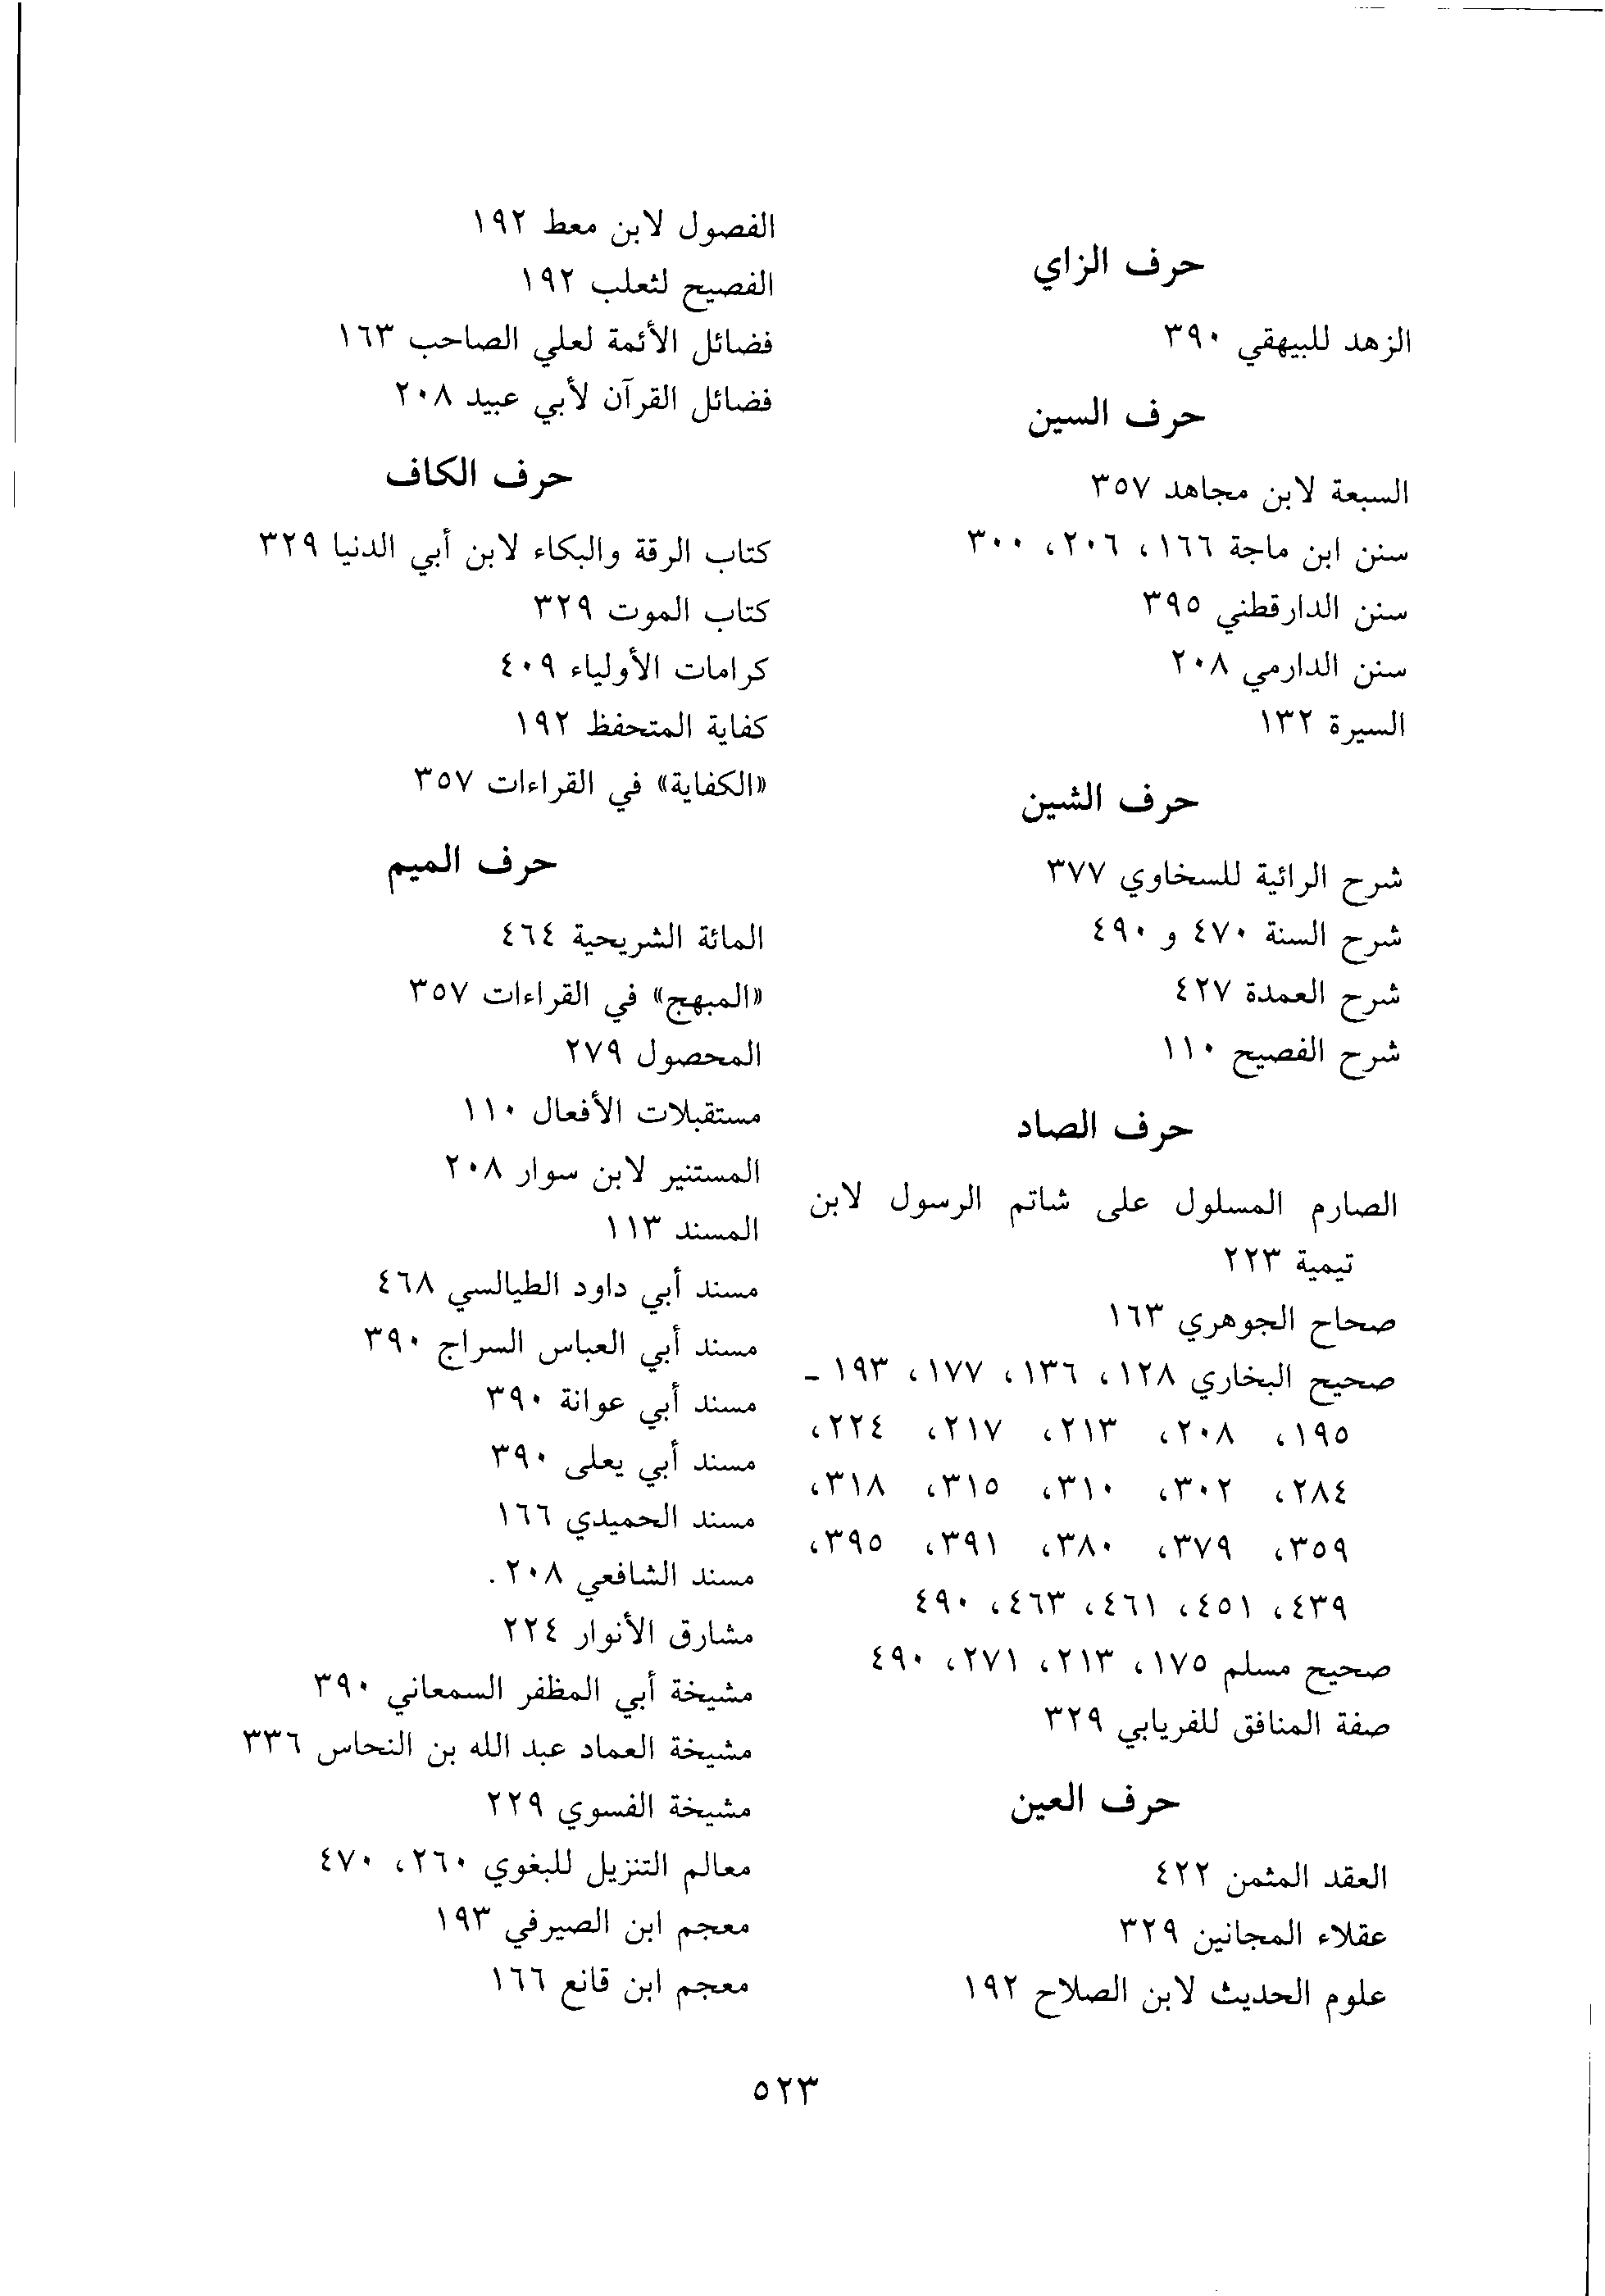 حرف الزاي
الزهد للبيهقي ٣٩٠
حرف السين
السبعة لابن مجاهد ٣٥٧
سنن ابن ماجة ١٦٦، ٢٠٦، ٣٠٠
سنن الدارقطني ٣٩٥
سنن الدارمي ٢٠٨
السيرة ١٣٢
حرف الشين
شرح الرائية للسخاوي ٣٧٧
شرح السنة ٤٧٠ و ٤٩٠
شرح العمدة ٤٢٧
شرح الفصيح ١١٠
حرف الصاد
الصارم المسلول على شاتم الرسول لابن
تيمية ٢٢٣
صحاح الجوهري ١٦٣
صحيح البخاري ١٢٨، ١٣٦، ١٧٧، ١٩٣ -
١٩٥، ٢٠٨، ٢١٣، ٢١٧، ٢٢٤،
٢٨٤، ٣٠٢، ٣١٠، ٣١٥، ٣١٨،
٣٥٩، ٣٧٩، ٣٨٠، ٣٩١، ٣٩٥،
٤٣٩، ٤٥١، ٤٦١، ٤٦٣، ٤٩٠
صحيح مسلم ١٧٥، ٢١٣، ٢٧١، ٤٩٠
صفة المنافق للفريابي ٣٢٩
حرف العين
العقد المثمن ٤٢٢
عقلاء المجانين ٣٢٩
علوم الحديث لابن الصلاح ١٩٢
الفصول لابن معط ١٩٢
الفصيح لثعلب ١٩٢
فضائل الأئمة لعلي الصاحب ١٦٣
فضائل القرآن لأبي عبيد ٢٠٨
حرف الكاف
كتاب الرقة والبكاء لابن أبي الدنيا ٣٢٩
كتاب الموت ٣٢٩
كرامات الأولياء ٤٠٩
كفاية المتحفظ ١٩٢
«الكفاية» في القراءات ٣٥٧
حرف الميم
المائة الشريحية ٤٦٤
«المبهج» في القراءات ٣٥٧
المحصول ٢٧٩
مستقبلات الأفعال ١١٠
المستنير لابن سوار ٢٠٨
المسند ١١٣
مسند أبي داود الطيالسي ٤٦٨
مسند أبي العباس السراج ٣٩٠
مسند أبي عوانة ٣٩٠
مسند أبي يعلى ٣٩٠
مسند الحميدي ١٦٦
مسند الشافعي ٢٠٨.
مشارق الأنوار ٢٢٤
مشيخة أبي المظفر السمعاني ٣٩٠
مشيخة العماد عبد الله بن النحاس ٣٣٦
مشيخة الفسوي ٢٢٩
معالم التنزيل للبغوي ٢٦٠، ٤٧٠
معجم ابن الصيرفي ١٩٣
معجم ابن قانع ١٦٦
٥٢٣